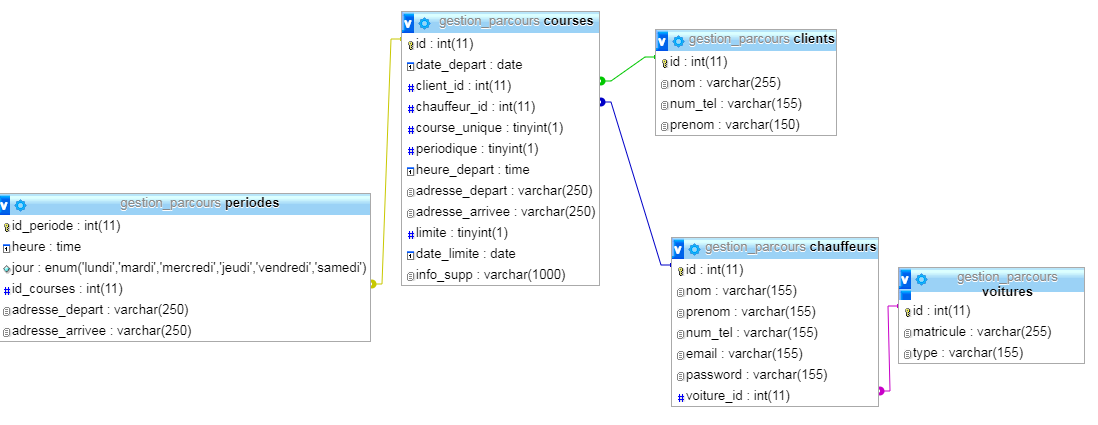 gestion_parcours courses
id : int(11)
date_depart : date
client_id : int(11)
chauffeur_id : int(11)
course_unique : tinyint(1)
periodique : tinyint(1)
heure_depart : time
adresse_depart : varchar(250)
adresse_arrivee : varchar(250)
limite : tinyint(1)
date_limite : date
info_supp : varchar(1000)
gestion_parcours clients
id : int(11)
nom : varchar(255)
num_tel : varchar(155)
prenom : varchar(150)
gestion_parcours periodes
id_periode : int(11)
heure : time
jour : enum('lundi','mardi','mercredi','jeudi','vendredi','samedi')
id_courses : int(11)
adresse_depart : varchar(250)
adresse_arrivee : varchar(250)
gestion_parcours chauffeurs
id : int(11)
nom : varchar(155)
prenom : varchar(155)
num_tel : varchar(155)
email : varchar(155)
password : varchar(155)
voiture_id : int(11)
gestion_parcours
voitures
id : int(11)
matricule : varchar(255)
type : varchar(155)